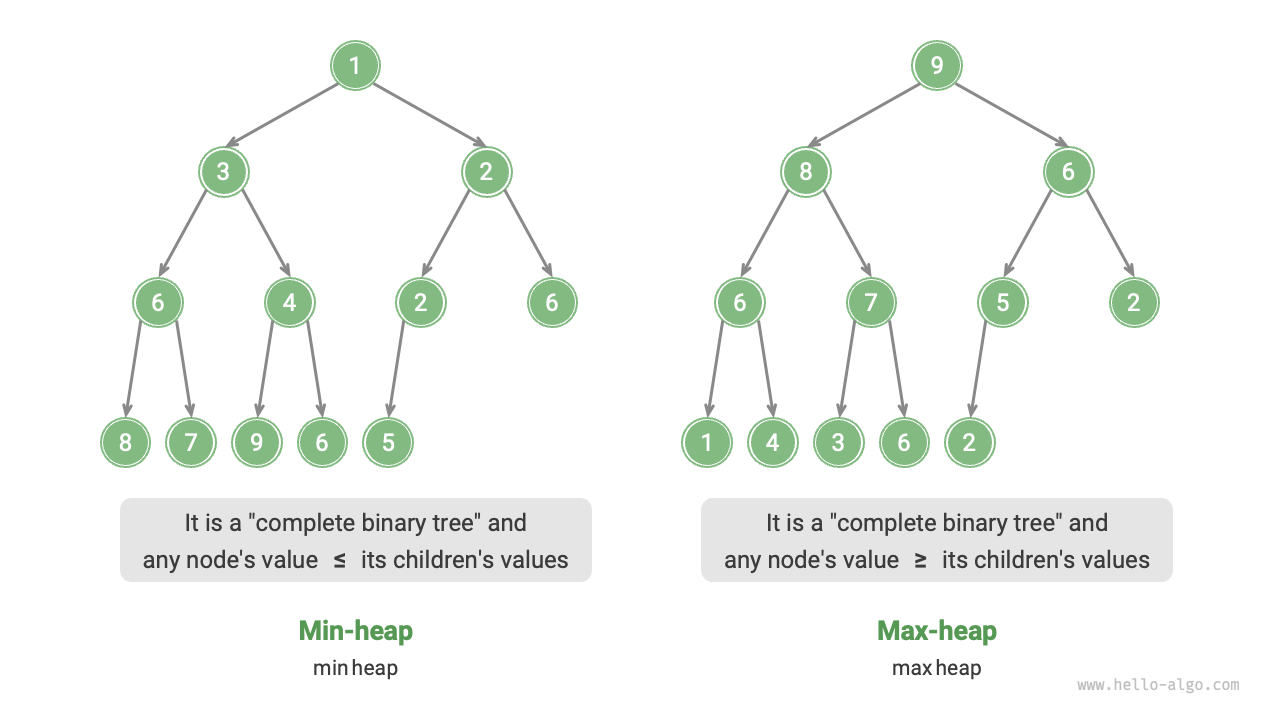 1
9
3
2
8
6
6
4
2
6
6
7
5
2
8
7
9
6
5
1
4
3
6
2
It is a "complete binary tree" and
any node's value ≤ its children's values
It is a "complete binary tree" and
any node's value ≥ its children's values
Min-heap
min heap
Max-heap
max heap
www.hello-algo.com